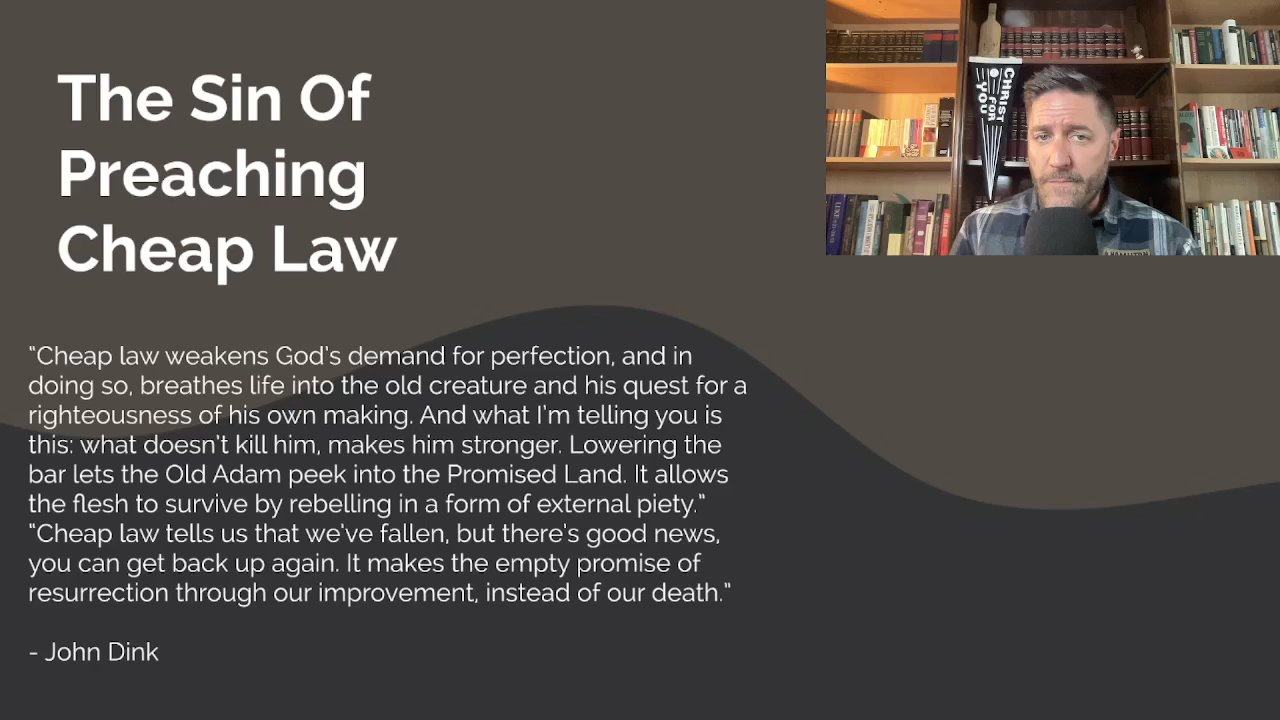 The Sin Of
Preaching
Cheap Law
"Cheap law weakens God's demand for perfection, and in
doing so, breathes life into the old creature and his quest for a
righteousness of his own making. And what I'm telling you is
this: what doesn't kill him, makes him stronger. Lowering the
bar lets the Old Adam peek into the Promised Land. It allows
the flesh to survive by rebelling in a form of external piety."
"Cheap law tells us that we've fallen, but there's good news,
you can get back up again. It makes the empty promise of
resurrection through our improvement, instead of our death."
- John Dink
CHRIST
FOR
YOU